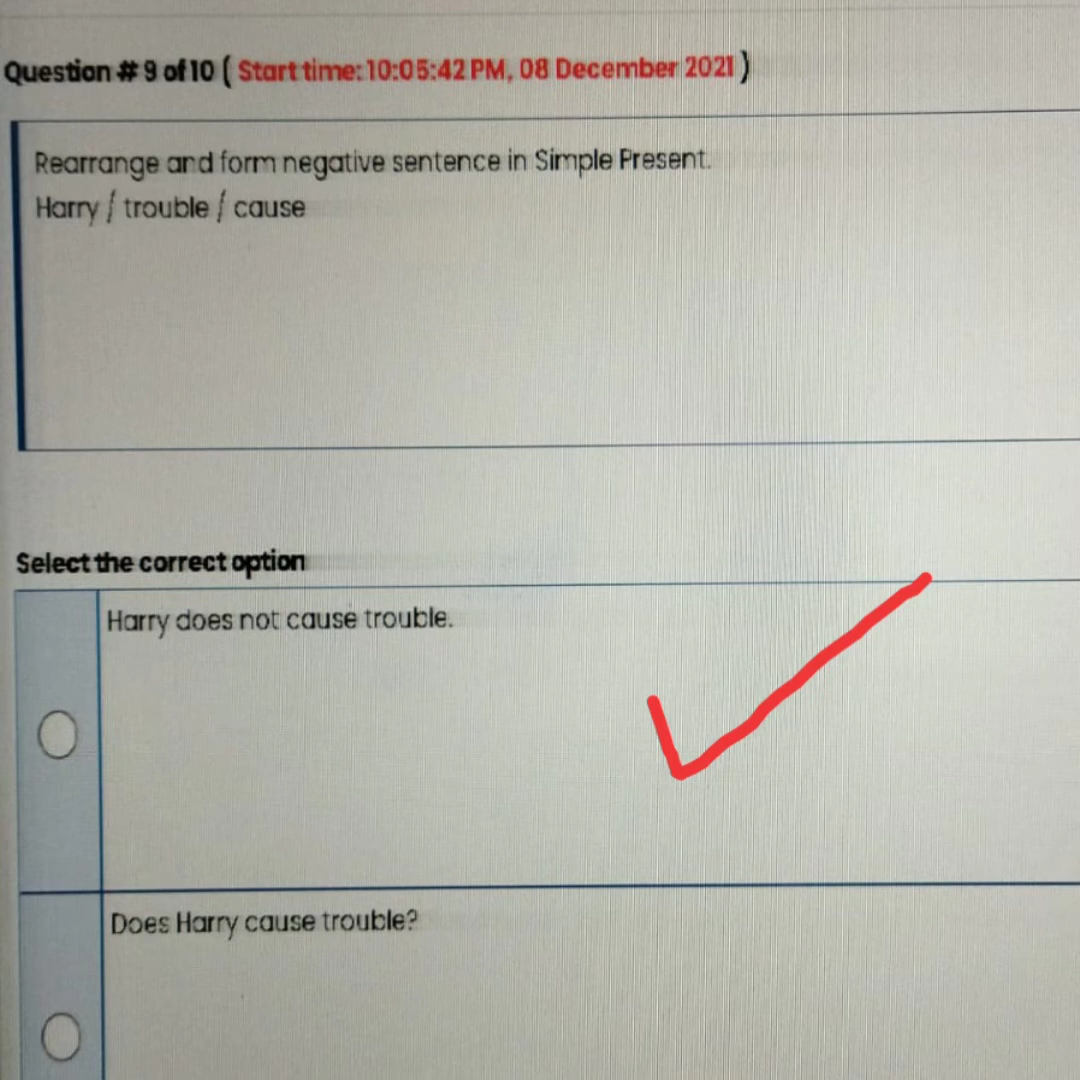 Question # 9 of 10 ( Start time: 10:05:42 PM, 08 December 2021 )
Rearrange and form negative sentence in Simple Present.
Harry / trouble / cause
Select the correct option
Harry does not cause trouble.
Does Harry cause trouble?